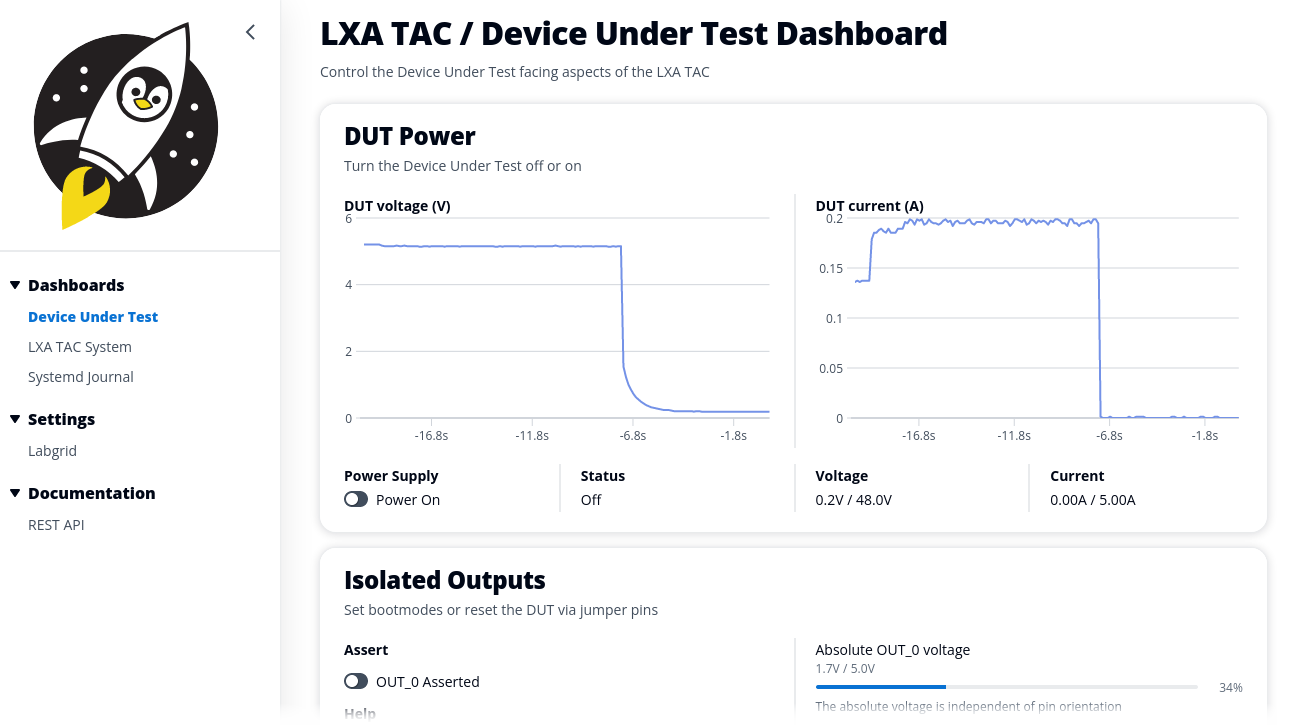 LXA TAC / Device Under Test Dashboard
Control the Device Under Test facing aspects of the LXA TAC
Dashboards
Device Under Test
LXA TAC System
Systemd Journal
Settings
Labgrid
Documentation
REST API
DUT Power
Turn the Device Under Test off or on
DUT voltage (V)
6
4
2
0
-16.8s -11.8s -6.8s -1.8s
DUT current (A)
0.2
0.15
0.1
0.05
0
-16.8s -11.8s -6.8s -1.8s
Power Supply
Power On
Status
Off
Voltage
0.2V / 48.0V
Current
0.00A / 5.00A
Isolated Outputs
Set bootmodes or reset the DUT via jumper pins
Assert
OUT_0 Asserted
Help
Absolute OUT_0 voltage
1.7V / 5.0V
34%
The absolute voltage is independent of pin orientation